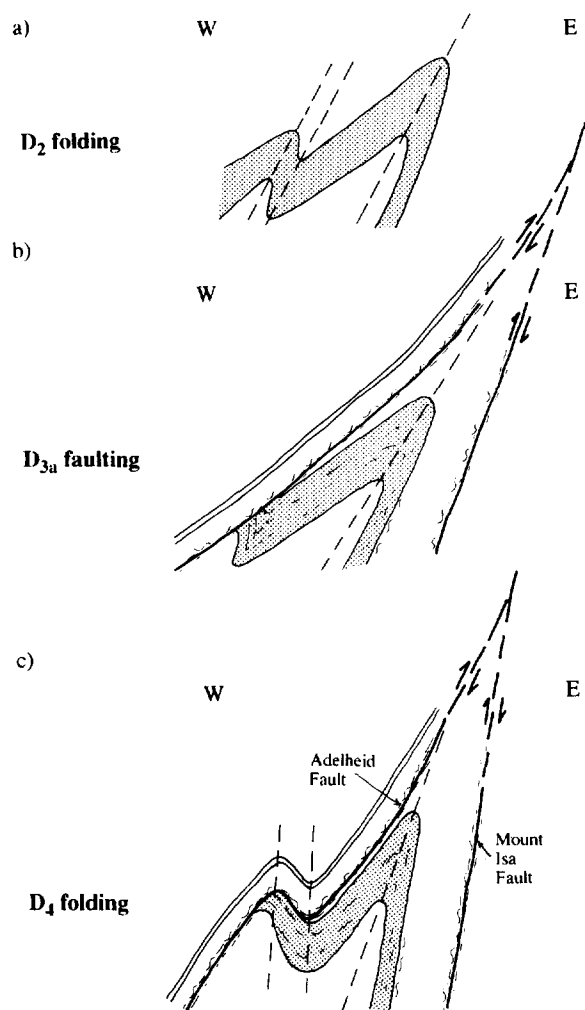 a)
W
E
D2 folding
b)
W
E
D3a faulting
c)
W
E
Adelheid
Fault
Mount
Isa
Fault
D4 folding